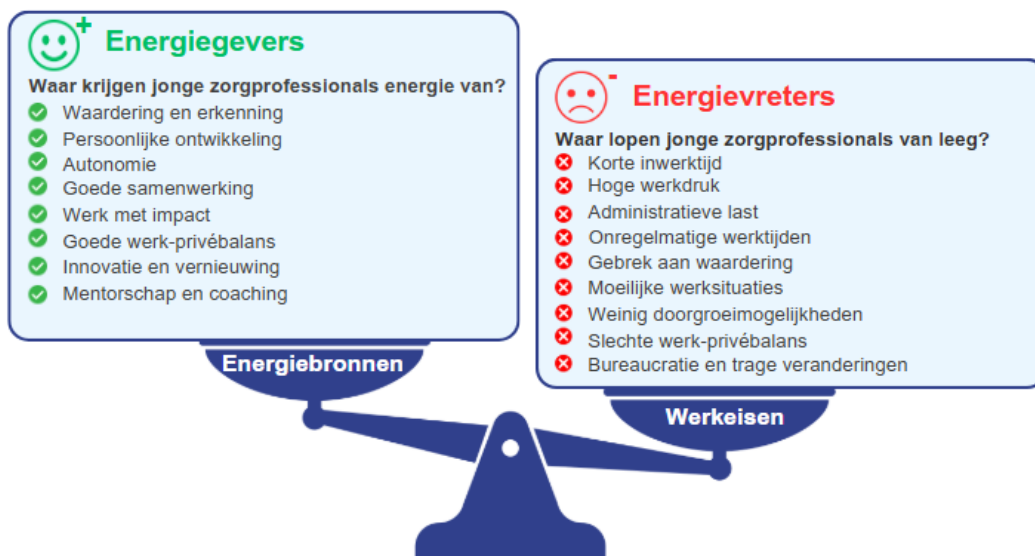 +
Energiegevers
Waar krijgen jonge zorgprofessionals energie van?
Waardering en erkenning
Persoonlijke ontwikkeling
Autonomie
Goede samenwerking
Werk met impact
Goede werk-privébalans
Innovatie en vernieuwing
Mentorschap en coaching
Energiebronnen
-
Energievreters
Waar lopen jonge zorgprofessionals van leeg?
Korte inwerktijd
Hoge werkdruk
Administratieve last
Onregelmatige werktijden
Gebrek aan waardering
Moeilijke werksituaties
Weinig doorgroeimogelijkheden
Slechte werk-privébalans
Bureaucratie en trage veranderingen
Werkeisen